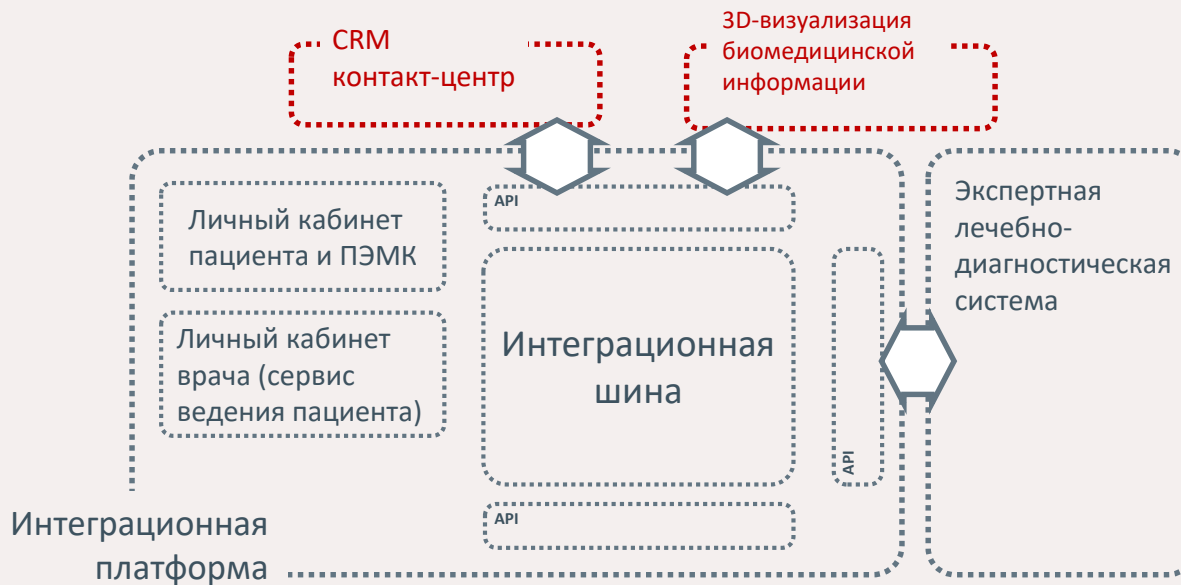 CRM
контакт-центр
3D-визуализация
биомедицинской
информации
Личный кабинет
пациента и ПЭМК
Личный кабинет
врача (сервис
ведения пациента)
API
Интеграционная
шина
API
API
Экспертная
лечебно-
диагностическая
система
Интеграционная
платформа